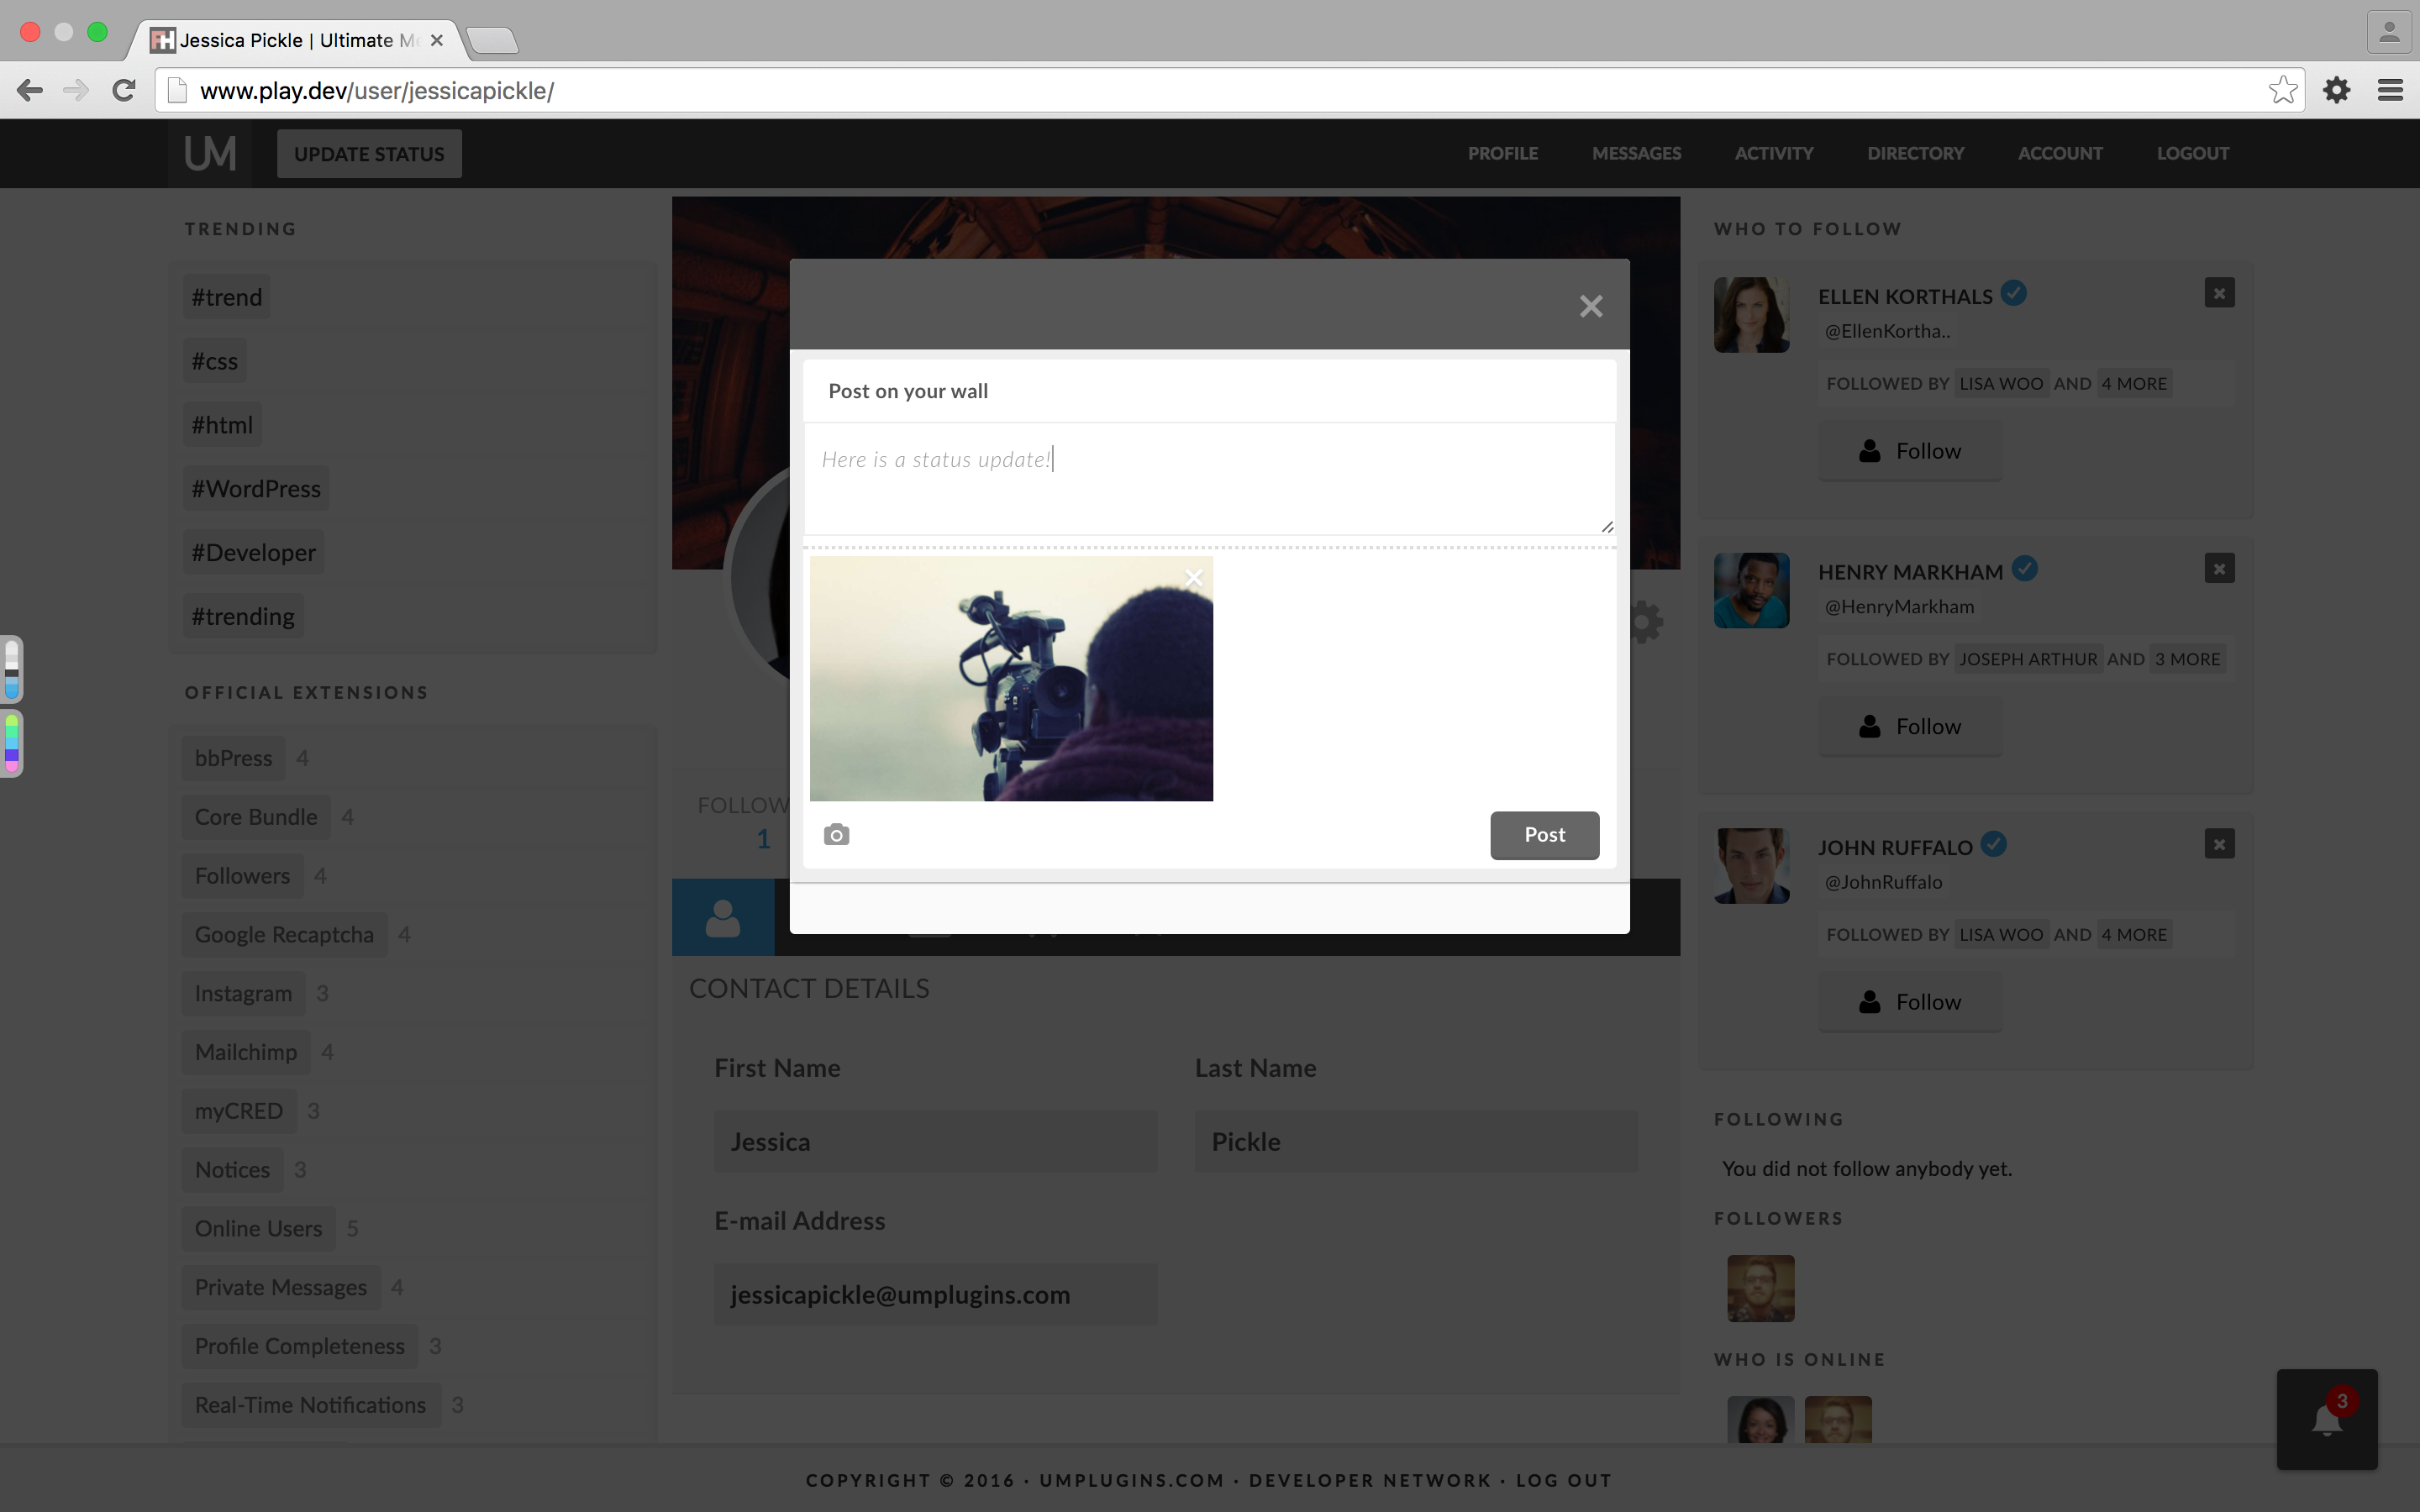 Jessica Pickle | Ultimate Me
www.play.dev/user/jessicapickle/
UM
UPDATE STATUS
PROFILE
MESSAGES
ACTIVITY
DIRECTORY
ACCOUNT
LOGOUT
TRENDING
#trend
#css
#html
#WordPress
#Developer
#trending
OFFICIAL EXTENSIONS
bbPress 4
Core Bundle 4
Followers 4
Google Recaptcha 4
Instagram 3
Mailchimp 4
myCRED 3
Notices 3
Online Users 5
Private Messages 4
Profile Completeness 3
Real-Time Notifications 3
Post on your wall
Here is a status update!
Post
FOLLOW
1
CONTACT DETAILS
First Name
Last Name
Jessica
Pickle
E-mail Address
jessicapickle@umplugins.com
WHO TO FOLLOW
ELLEN KORTHALS
@EllenKortha..
FOLLOWED BY LISA WOO AND 4 MORE
Follow
HENRY MARKHAM
@HenryMarkham
FOLLOWED BY JOSEPH ARTHUR AND 3 MORE
Follow
JOHN RUFFALO
@JohnRuffalo
FOLLOWED BY LISA WOO AND 4 MORE
Follow
FOLLOWING
You did not follow anybody yet.
FOLLOWERS
WHO IS ONLINE
3
COPYRIGHT © 2016 · UMPLUGINS.COM · DEVELOPER NETWORK · LOG OUT